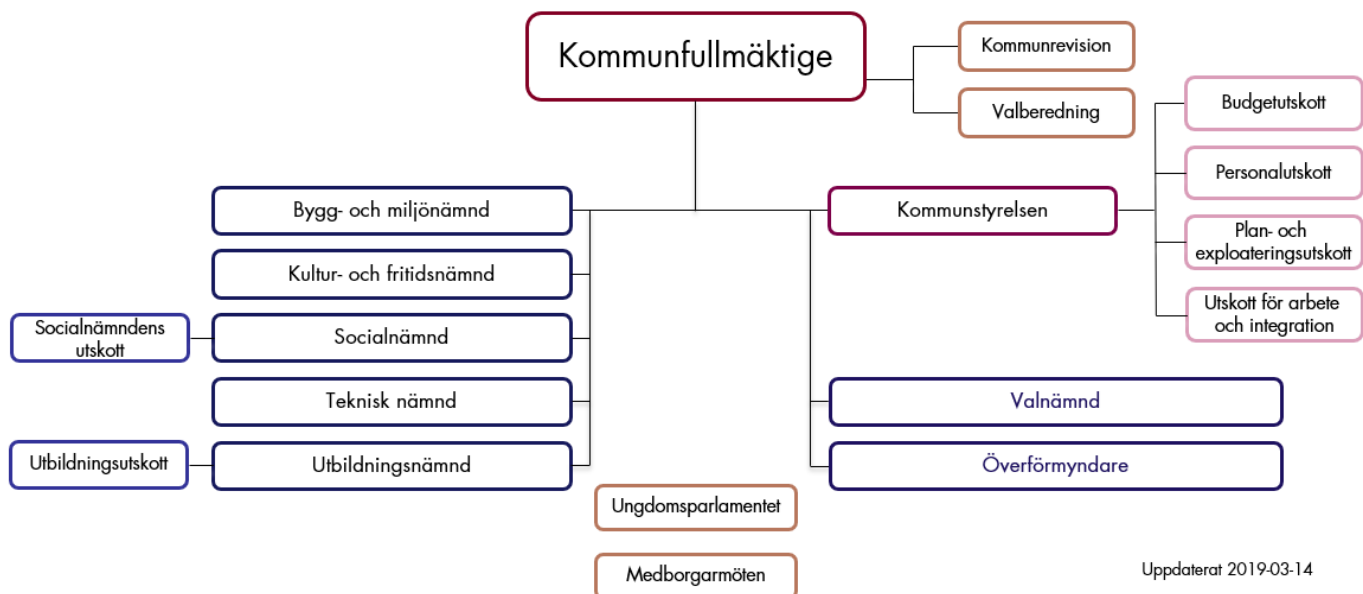 Kommunfullmäktige
Kommunrevision
Valberedning
Budgetutskott
Personalutskott
Plan- och
exploateringsutskott
Utskott för arbete
och integration
Kommunstyrelsen
Bygg- och miljönämnd
Kultur- och fritidsnämnd
Socialnämndens
utskott
Socialnämnd
Teknisk nämnd
Utbildningsutskott
Utbildningsnämnd
Valnämnd
Överförmyndare
Ungdomsparlamentet
Medborgarmöten
Uppdaterat 2019-03-14